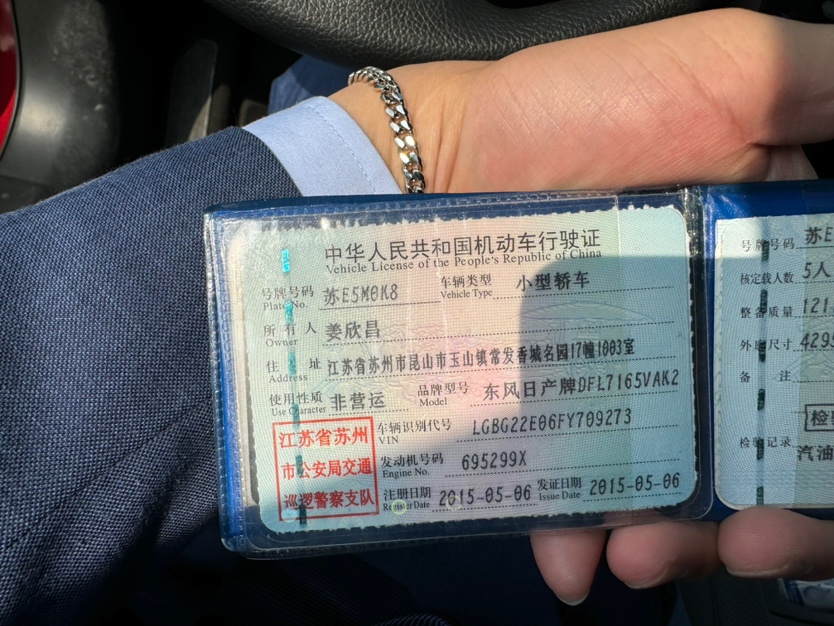 中华人民共和国机动车行驶证
Vehicle License of the People's Republic of China
号牌号码 苏E5M0K8 车辆类型 小型轿车
Plate No. Vehicle Type
所有人 姜欣昌
Owner
住址 江苏省苏州市昆山市玉山镇常发香城名园17幢1003室
Address
使用性质 非营运 品牌型号 东风日产牌DFL7165VAK2
Use Character Model
江苏省苏州
市公安局交通
巡逻警察支队
车辆识别代号 LGBG22E06FY709273
VIN
发动机号码 695299X
Engine No.
注册日期 2015-05-06 发证日期 2015-05-06
Register Date Issue Date
号牌号码 苏E
核定载人数 5人
整备质量 121
外廓尺寸 4295
备注
检验记录
汽油